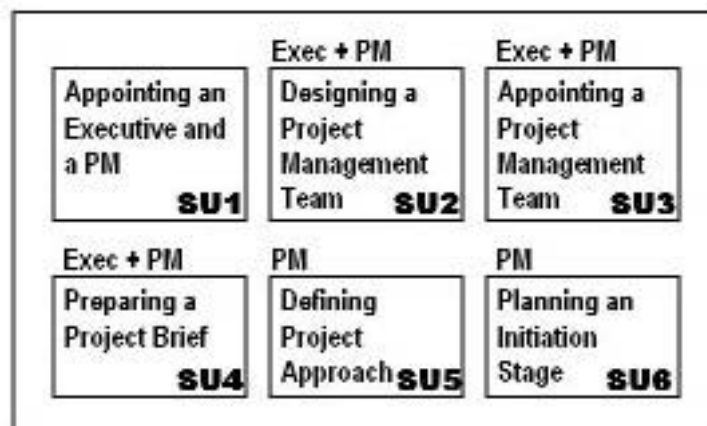 Exec + PM
Exec + PM
Appointing an
Executive and
a PM
SU1
Designing a
Project
Management
Team SU2
Appointing a
Project
Management
Team SU3
Exec + PM
PM
PM
Preparing a
Project Brief
SU4
Defining
Project
Approach SU5
Planning an
Initiation
Stage SU6